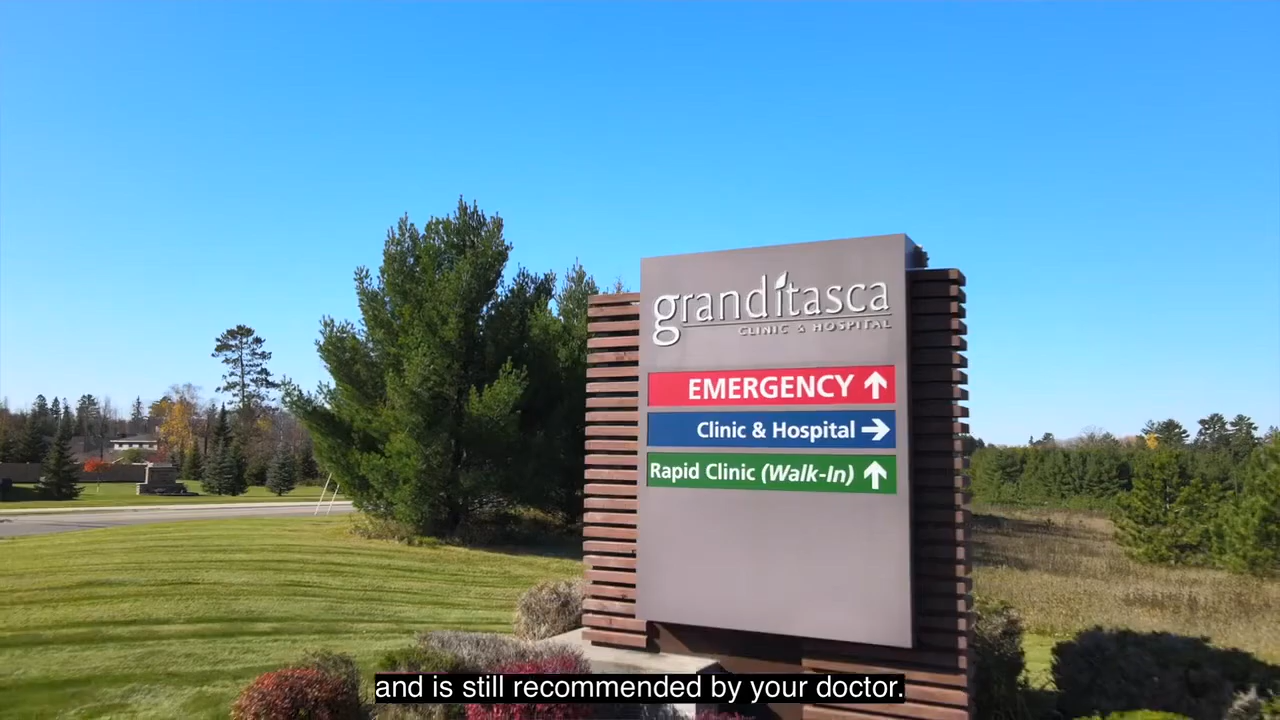 granditasca
CLINIC & HOSPITAL
EMERGENCY ↑
Clinic & Hospital →
Rapid Clinic (Walk-In) ↑
and is still recommended by your doctor.